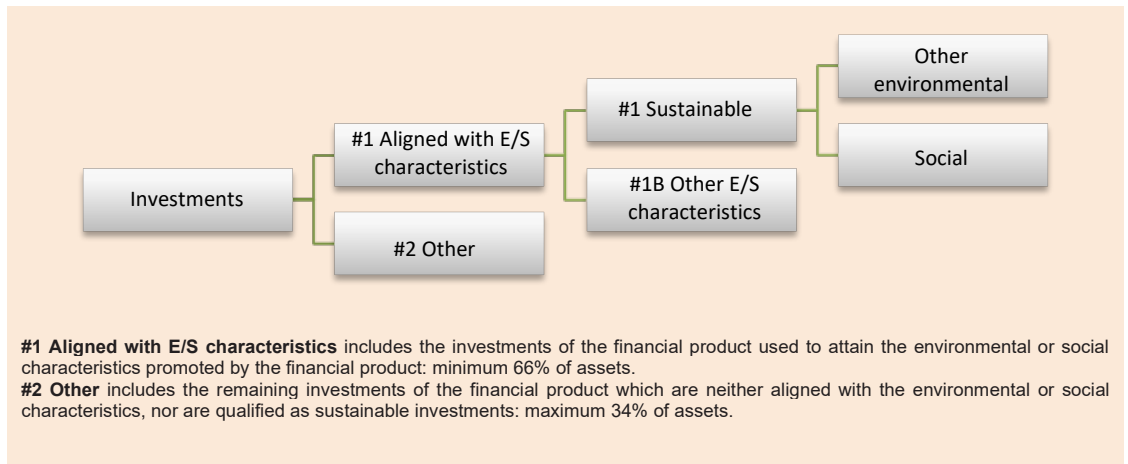 Other
environmental
#1 Sustainable
#1 Aligned with E/S
characteristics
Social
Investments
#1B Other E/S
characteristics
#2 Other
#1 Aligned with E/S characteristics includes the investments of the financial product used to attain the environmental or social
characteristics promoted by the financial product: minimum 66% of assets.
#2 Other includes the remaining investments of the financial product which are neither aligned with the environmental or social
characteristics, nor are qualified as sustainable investments: maximum 34% of assets.